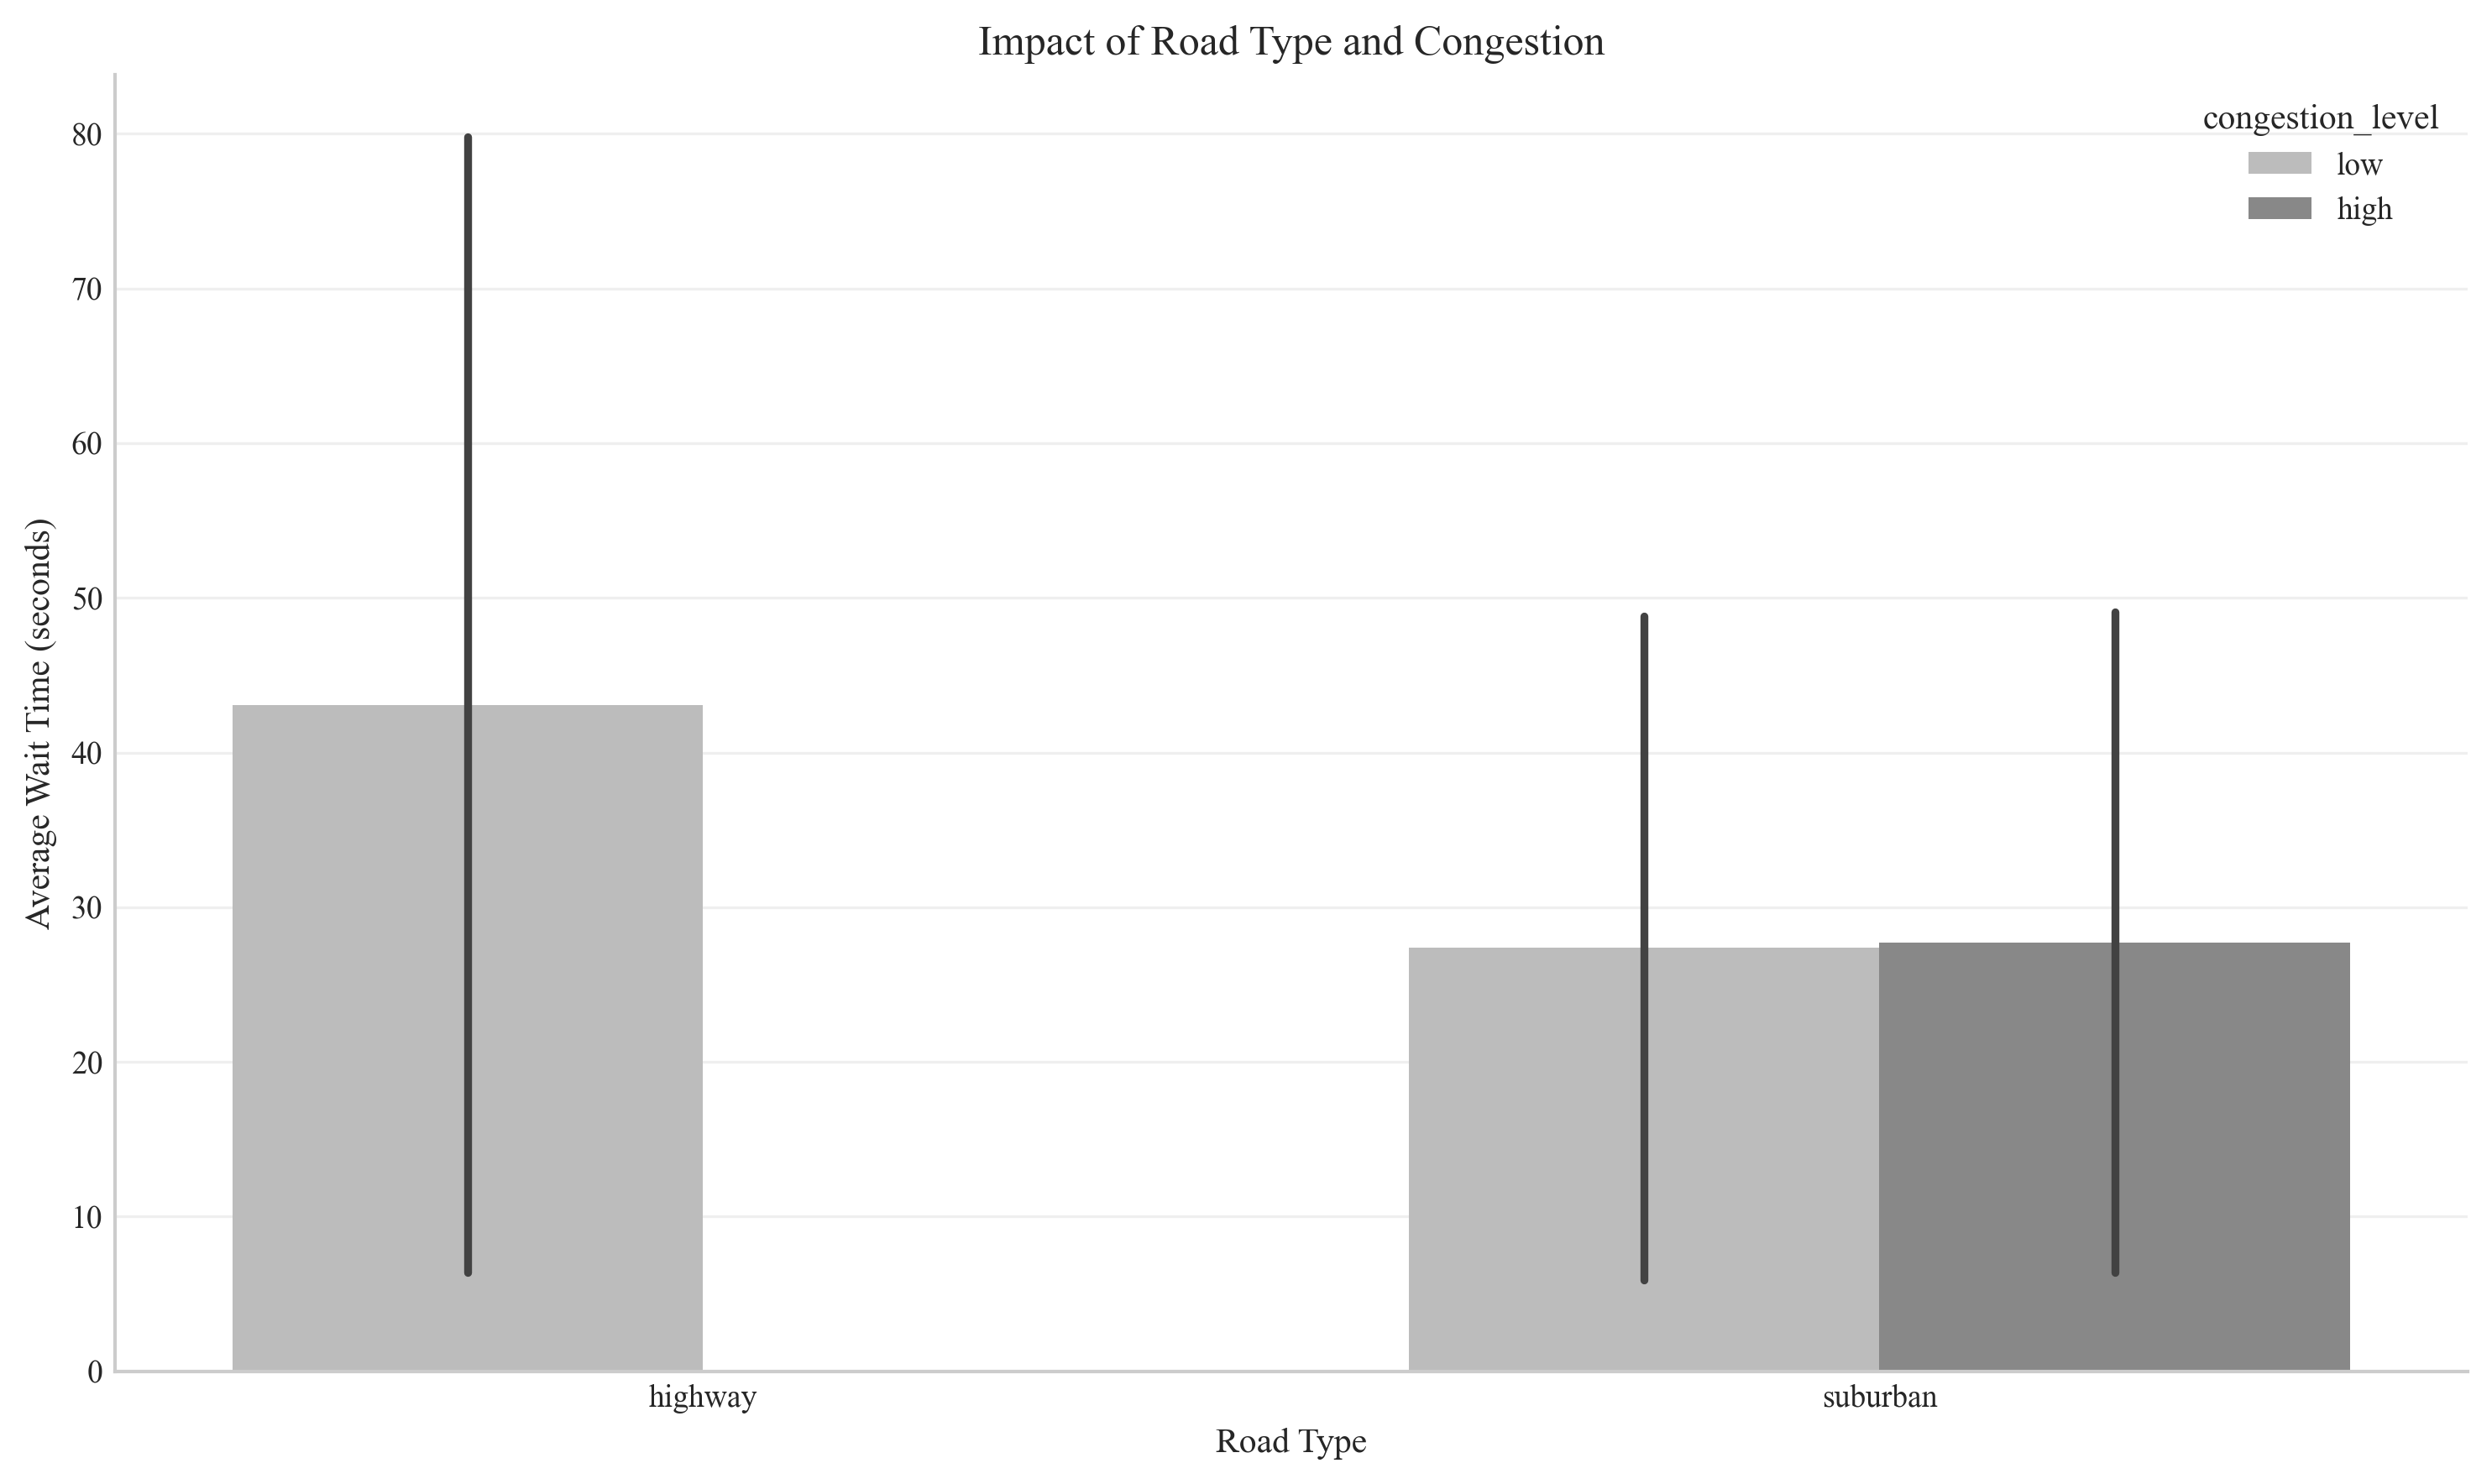 Impact of Road Type and Congestion
congestion_level
low
high
Average Wait Time (seconds)
80
70
60
50
40
30
20
10
0
highway
suburban
Road Type